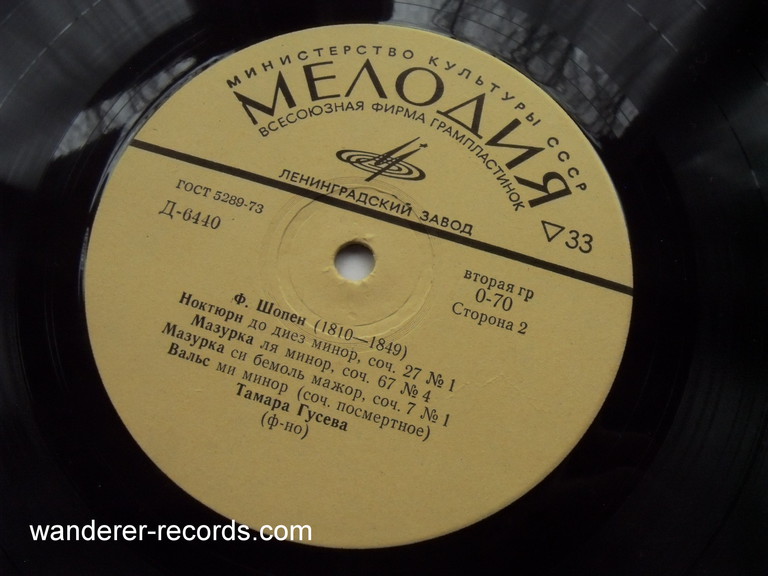 МИНИСТЕРСТВО КУЛЬТУРЫ СССР
МЕЛОДИЯ
ВСЕСОЮЗНАЯ ФИРМА ГРАМПЛАСТИНОК
ЛЕНИНГРАДСКИЙ ЗАВОД
▽33
ГОСТ 5289-73
Д-6440
вторая гр
0-70
Сторона 2
Ф. Шопен (1810—1849)
Ноктюрн до диез минор, соч. 27 № 1
Мазурка ля минор, соч. 67 № 4
Мазурка си бемоль мажор, соч. 7 № 1
Вальс ми минор (соч. посмертное)
Тамара Гусева
(ф-но)
wanderer-records.com